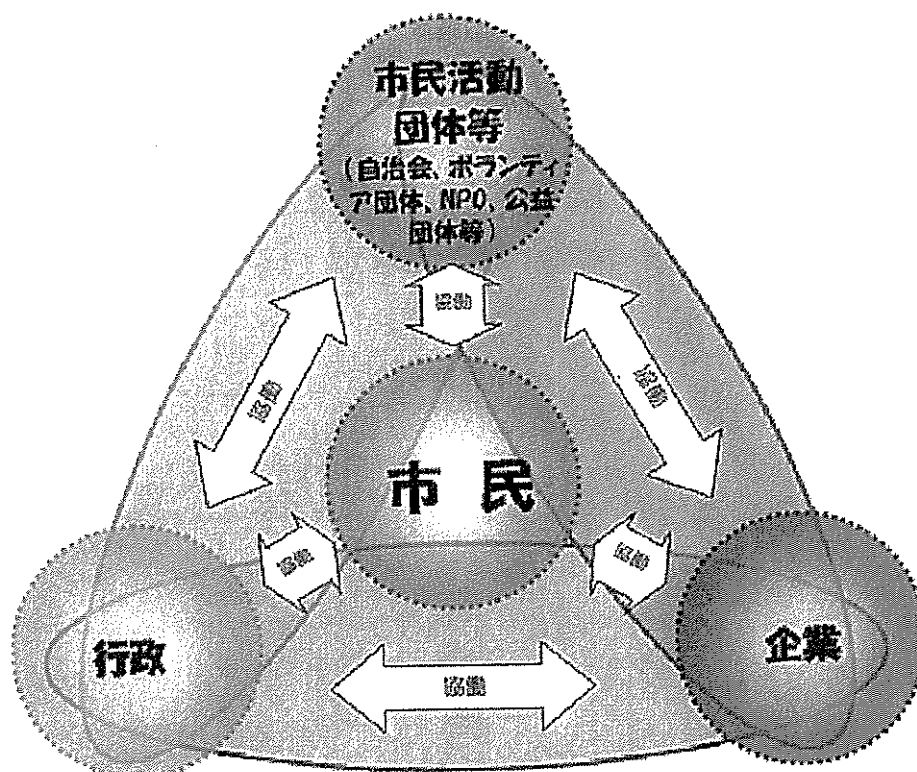 市民活動
団体等
(自治会、ボランティ
ア団体、NPO、公益
団体等)
協働
協働
協働
市 民
協働
協働
行政
企業
協働